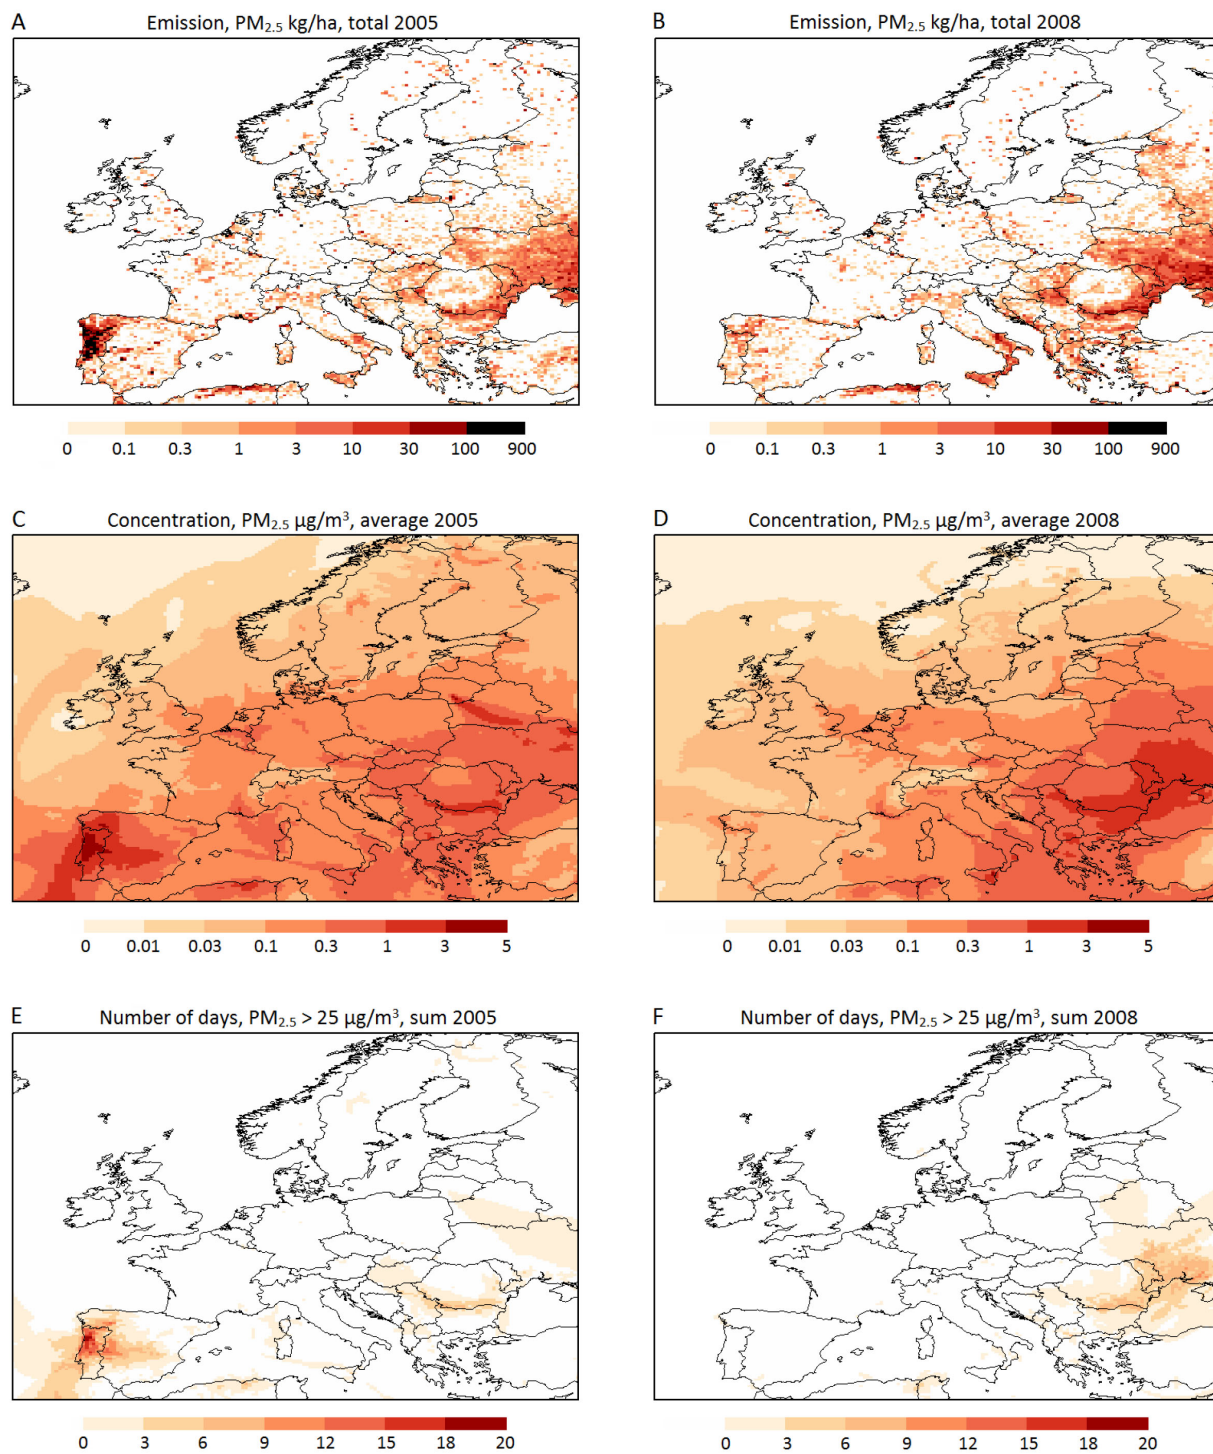 A Emission, PM₂.₅ kg/ha, total 2005
B Emission, PM₂.₅ kg/ha, total 2008
0 0.1 0.3 1 3 10 30 100 900
0 0.1 0.3 1 3 10 30 100 900
C Concentration, PM₂.₅ µg/m³, average 2005
D Concentration, PM₂.₅ µg/m³, average 2008
0 0.01 0.03 0.1 0.3 1 3 5
0 0.01 0.03 0.1 0.3 1 3 5
E Number of days, PM₂.₅ > 25 µg/m³, sum 2005
F Number of days, PM₂.₅ > 25 µg/m³, sum 2008
0 3 6 9 12 15 18 20
0 3 6 9 12 15 18 20